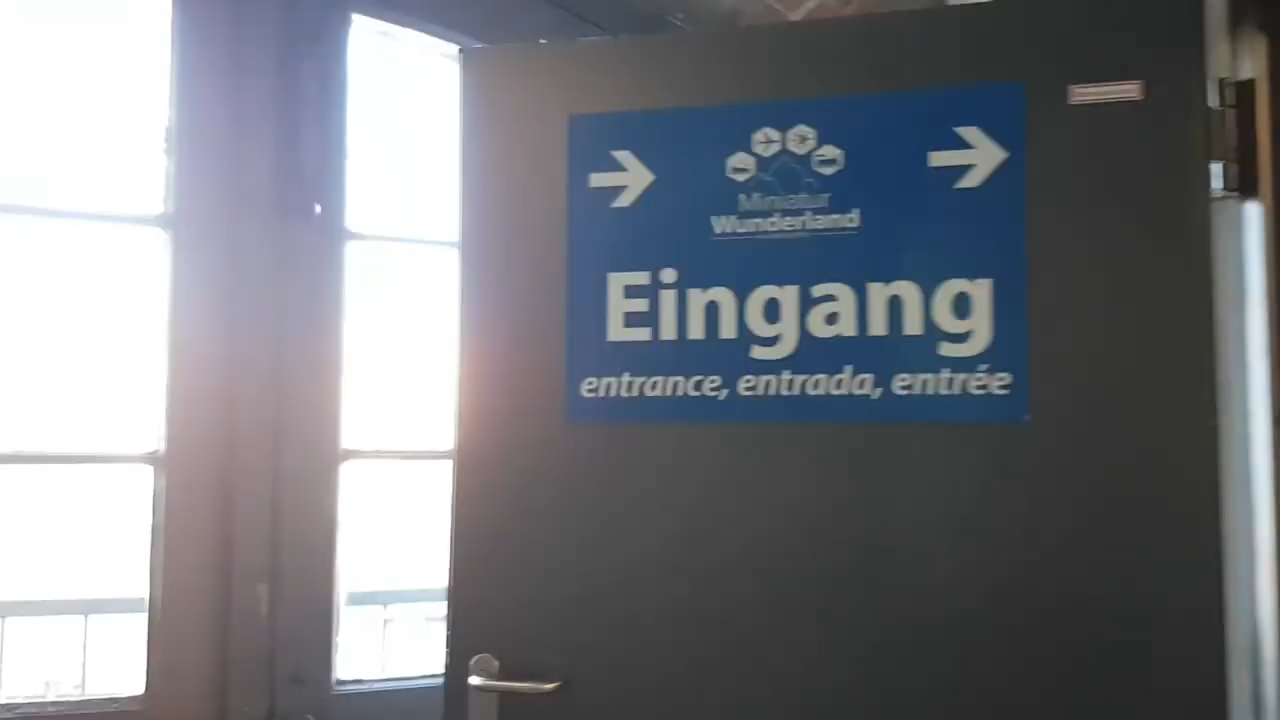 Miniatur
Wunderland
Eingang
entrance, entrada, entrée